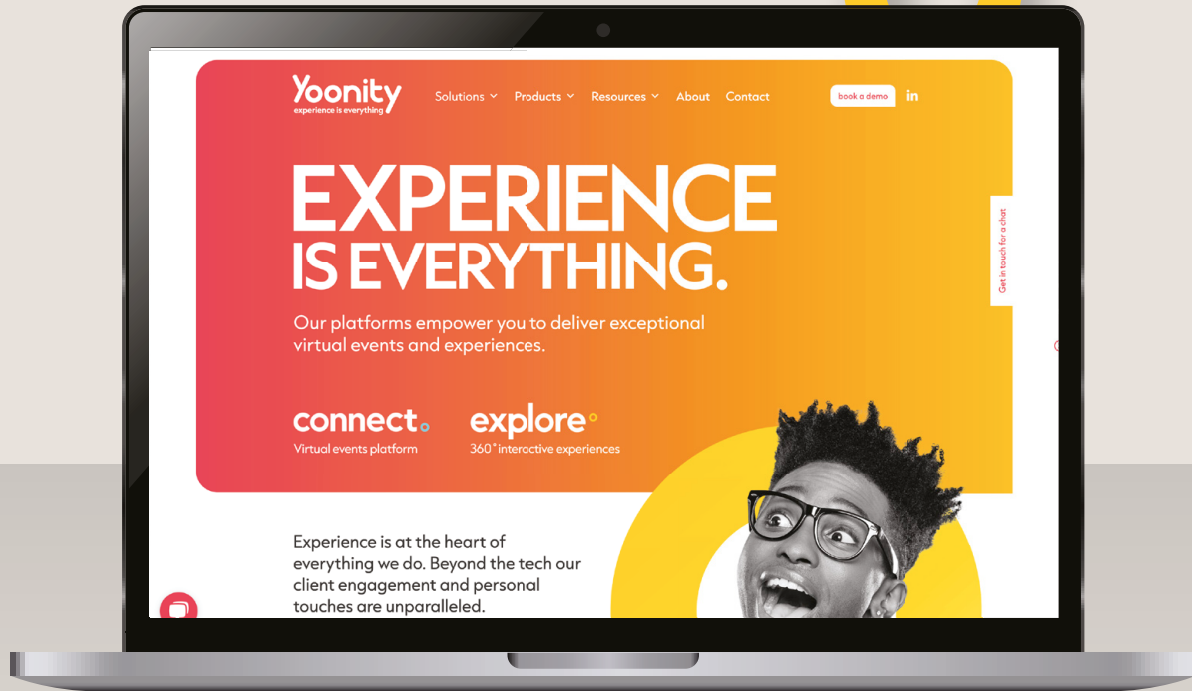 Yoonity
experience is everything
Solutions
Products
Resources
About
Contact
book a demo
in
EXPERIENCE
IS EVERYTHING.
Get in touch for a chat
Our platforms empower you to deliver exceptional
virtual events and experiences.
connect.
explore
Virtual events platform
360° interactive experiences
Experience is at the heart of
everything we do. Beyond the tech our
client engagement and personal
touches are unparalleled.